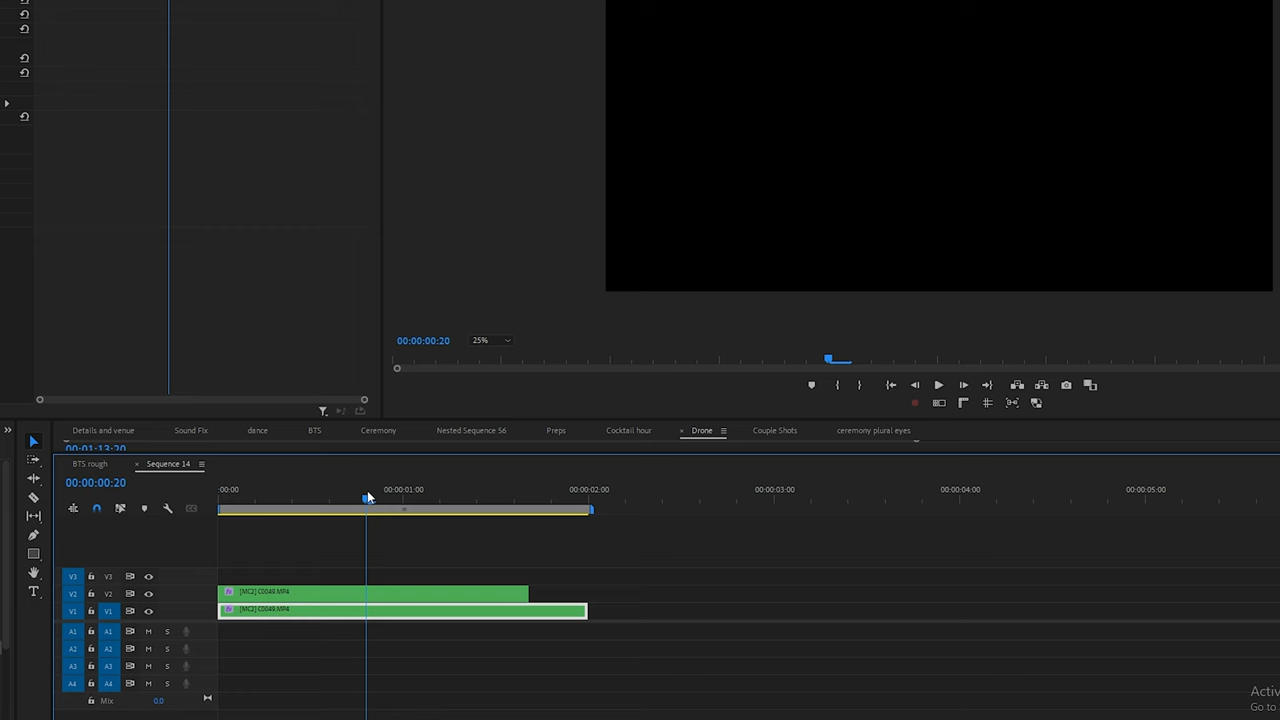 00:00:00:20 25%
Details and venue Sound Fix dance BTS Ceremony Nested Sequence 56 Preps Cocktail hour × Drone Couple Shots ceremony plural eyes
00:01:13:20
BTS rough × Sequence 14
00:00:00:20
:00:00 00:00:01:00 00:00:02:00 00:00:03:00 00:00:04:00 00:00:05:00
V3 V3
V2 V2 fx [MC2] C0049.MP4
V1 V1 fx [MC2] C0049.MP4
A1 A1 M S
A2 A2 M S
A3 A3 M S
A4 A4 M S
Mix 0.0
Activ
Go to